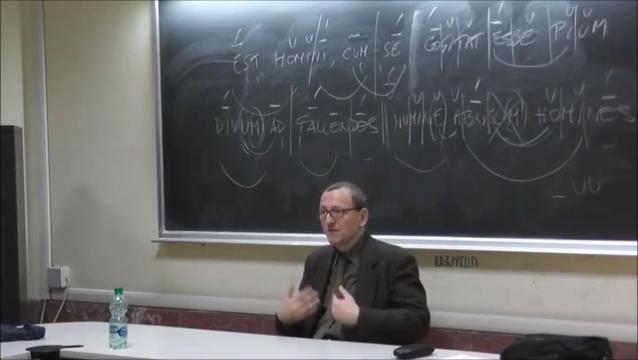 EST HOMINI, CUM SE COGITAT ESSE PIUM
DIVUM AD FALLENDOS NUMINE ABUSUM HOMINES